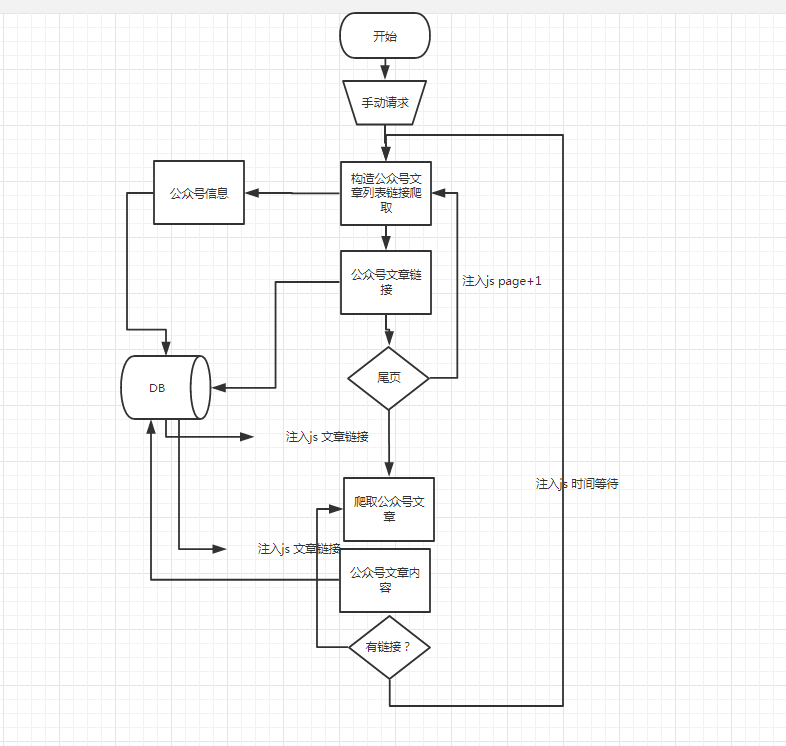 开始
手动请求
构造公众号文
章列表链接爬
取
公众号信息
公众号文章链
接
注入js page+1
尾页
DB
注入js 文章链接
注入js 时间等待
爬取公众号文
章
注入js 文章链接
公众号文章内
容
有链接？